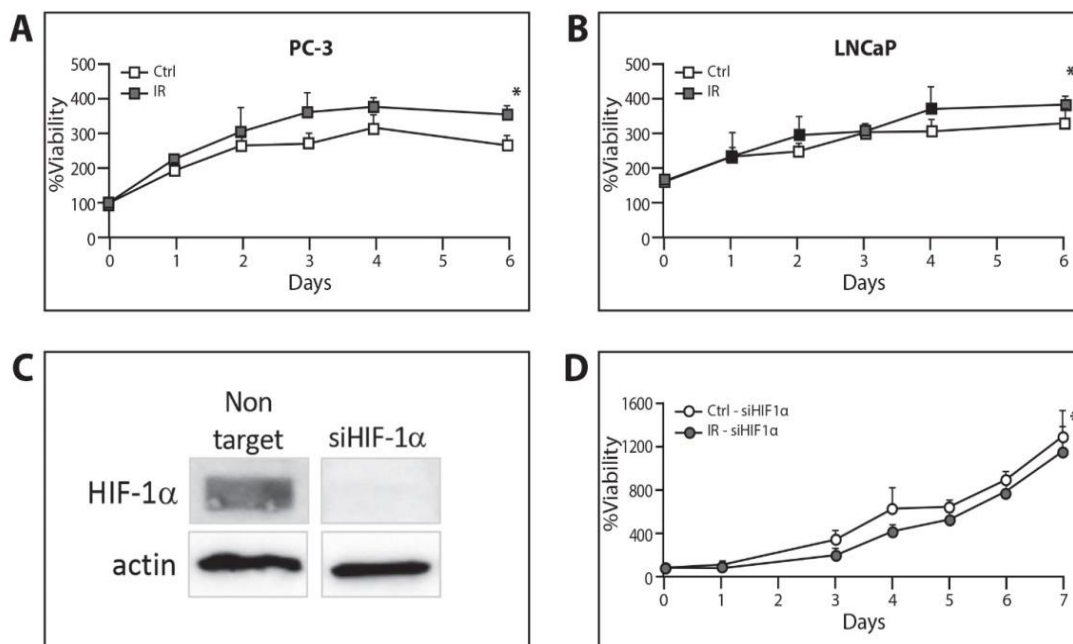 A
PC-3
Ctrl
IR
%Viability
500
400
300
200
100
0
*
0 1 2 3 4 5 6
Days
B
LNCaP
Ctrl
IR
%Viability
500
400
300
200
100
0
*
0 1 2 3 4 5 6
Days
C
Non
target siHIF-1α
HIF-1α
actin
D
Ctrl - siHIF1α
IR - siHIF1α
%Viability
1600
1200
800
400
0
*
0 1 3 4 5 6 7
Days